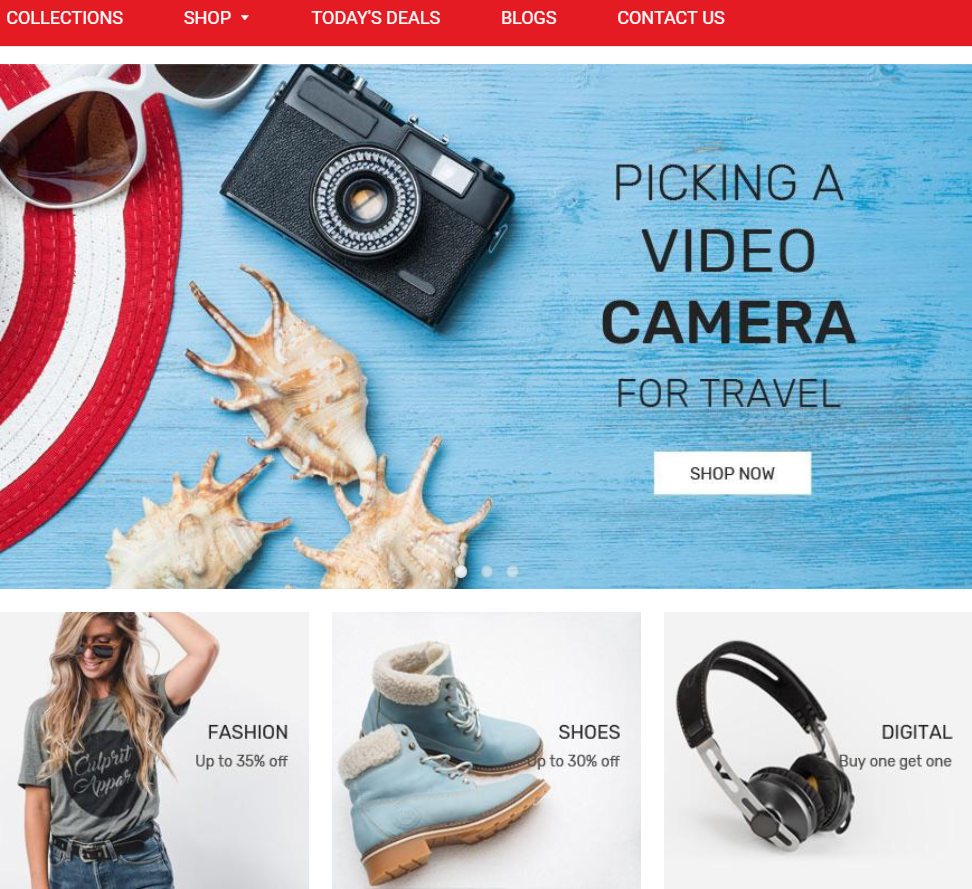 COLLECTIONS SHOP TODAY'S DEALS BLOGS CONTACT US
PICKING A
VIDEO
CAMERA
FOR TRAVEL
SHOP NOW
FASHION
Up to 35% off
Culprit
Appar
SHOES
Up to 30% off
DIGITAL
Buy one get one